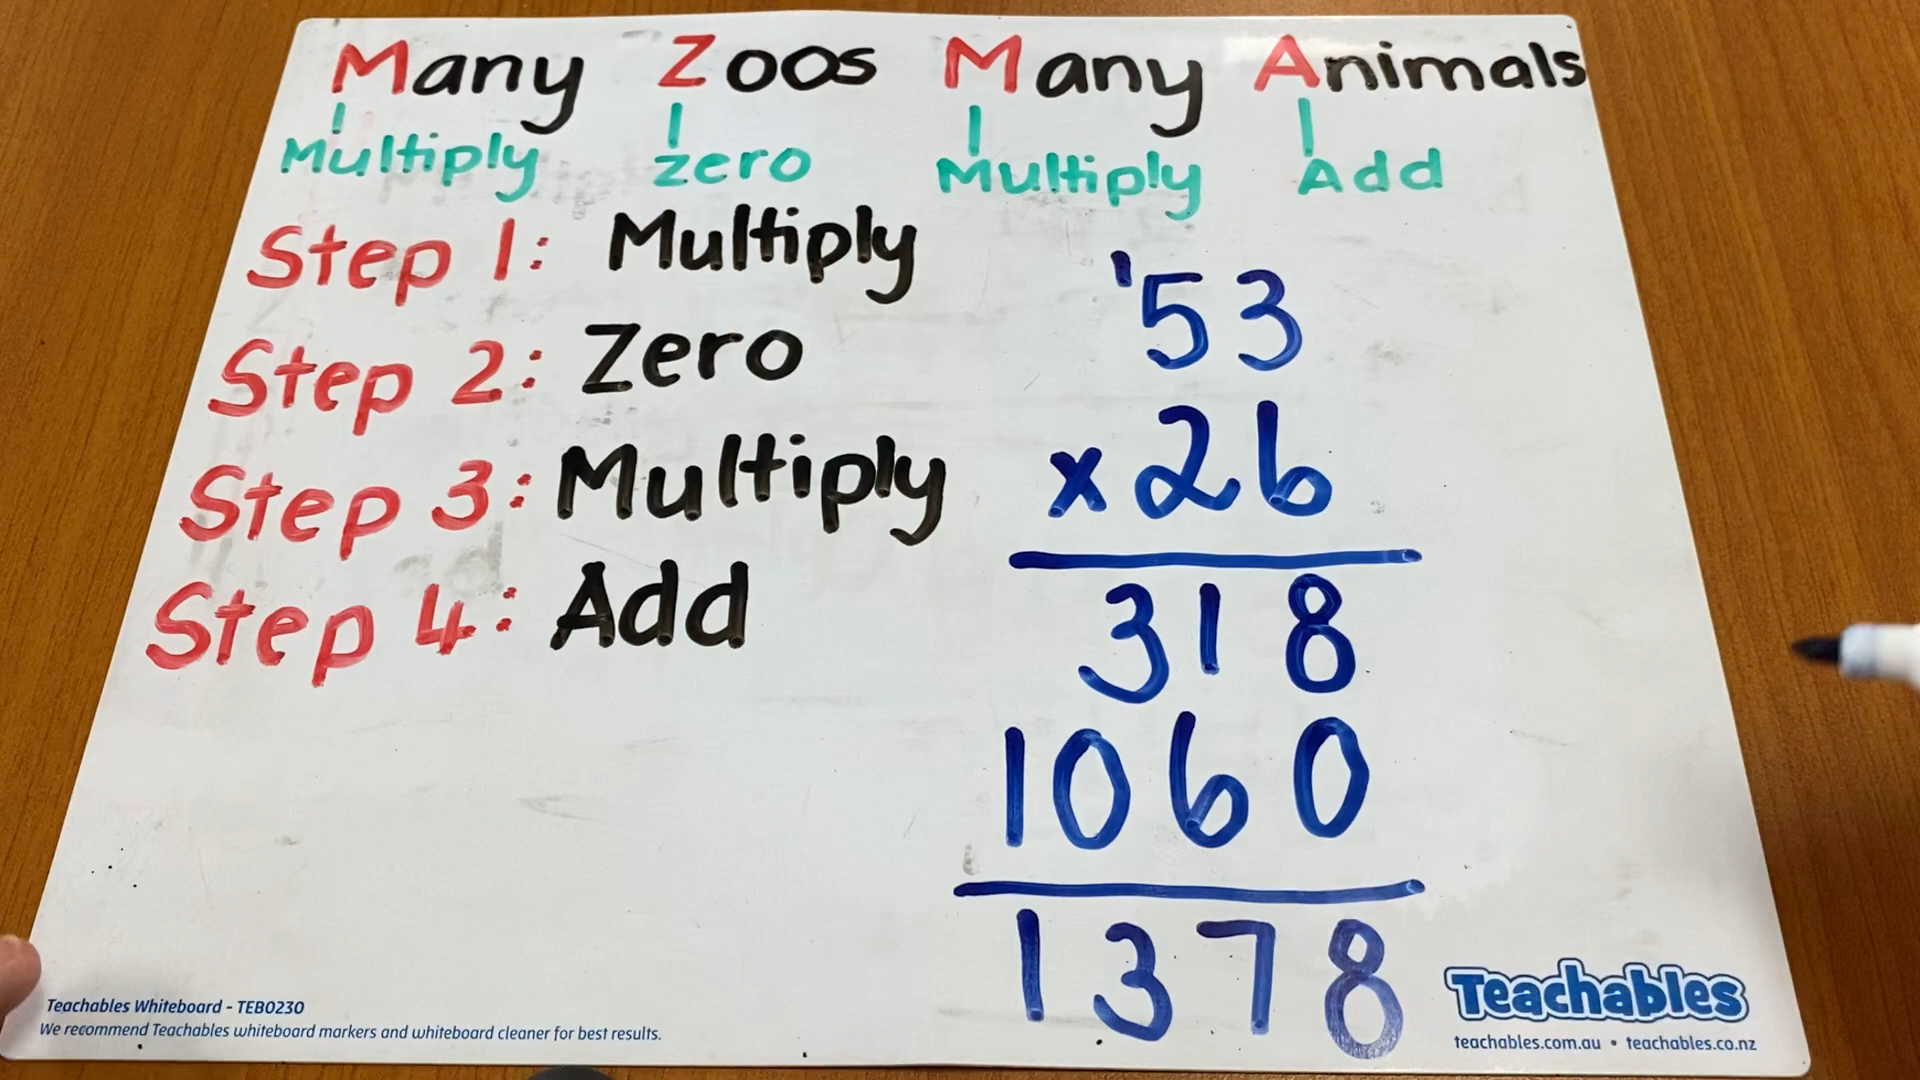 Many Zoos Many Animals
Multiply zero Multiply Add
Step 1: Multiply
Step 2: Zero
Step 3: Multiply
Step 4: Add
1
53
x 26
318
1060
1378
Teachables Whiteboard - TEB0230
We recommend Teachables whiteboard markers and whiteboard cleaner for best results.
Teachables
teachables.com.au • teachables.co.nz